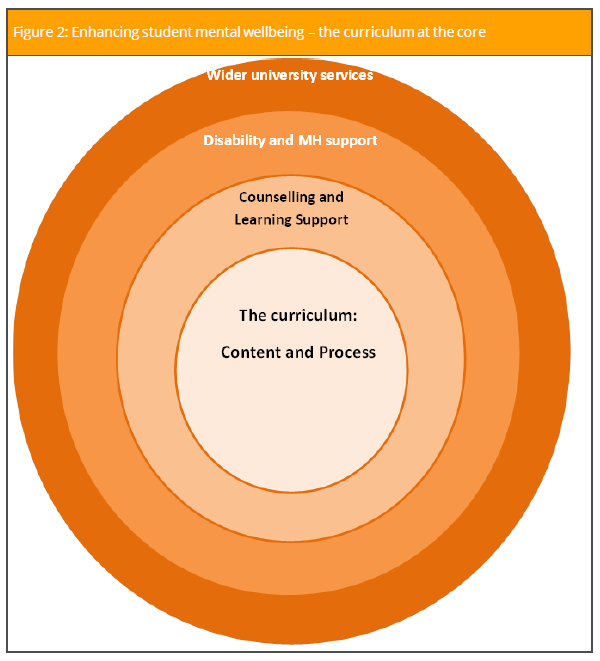 Figure 2: Enhancing student mental wellbeing – the curriculum at the core
Wider university services
Disability and MH support
Counselling and
Learning Support
The curriculum:
Content and Process